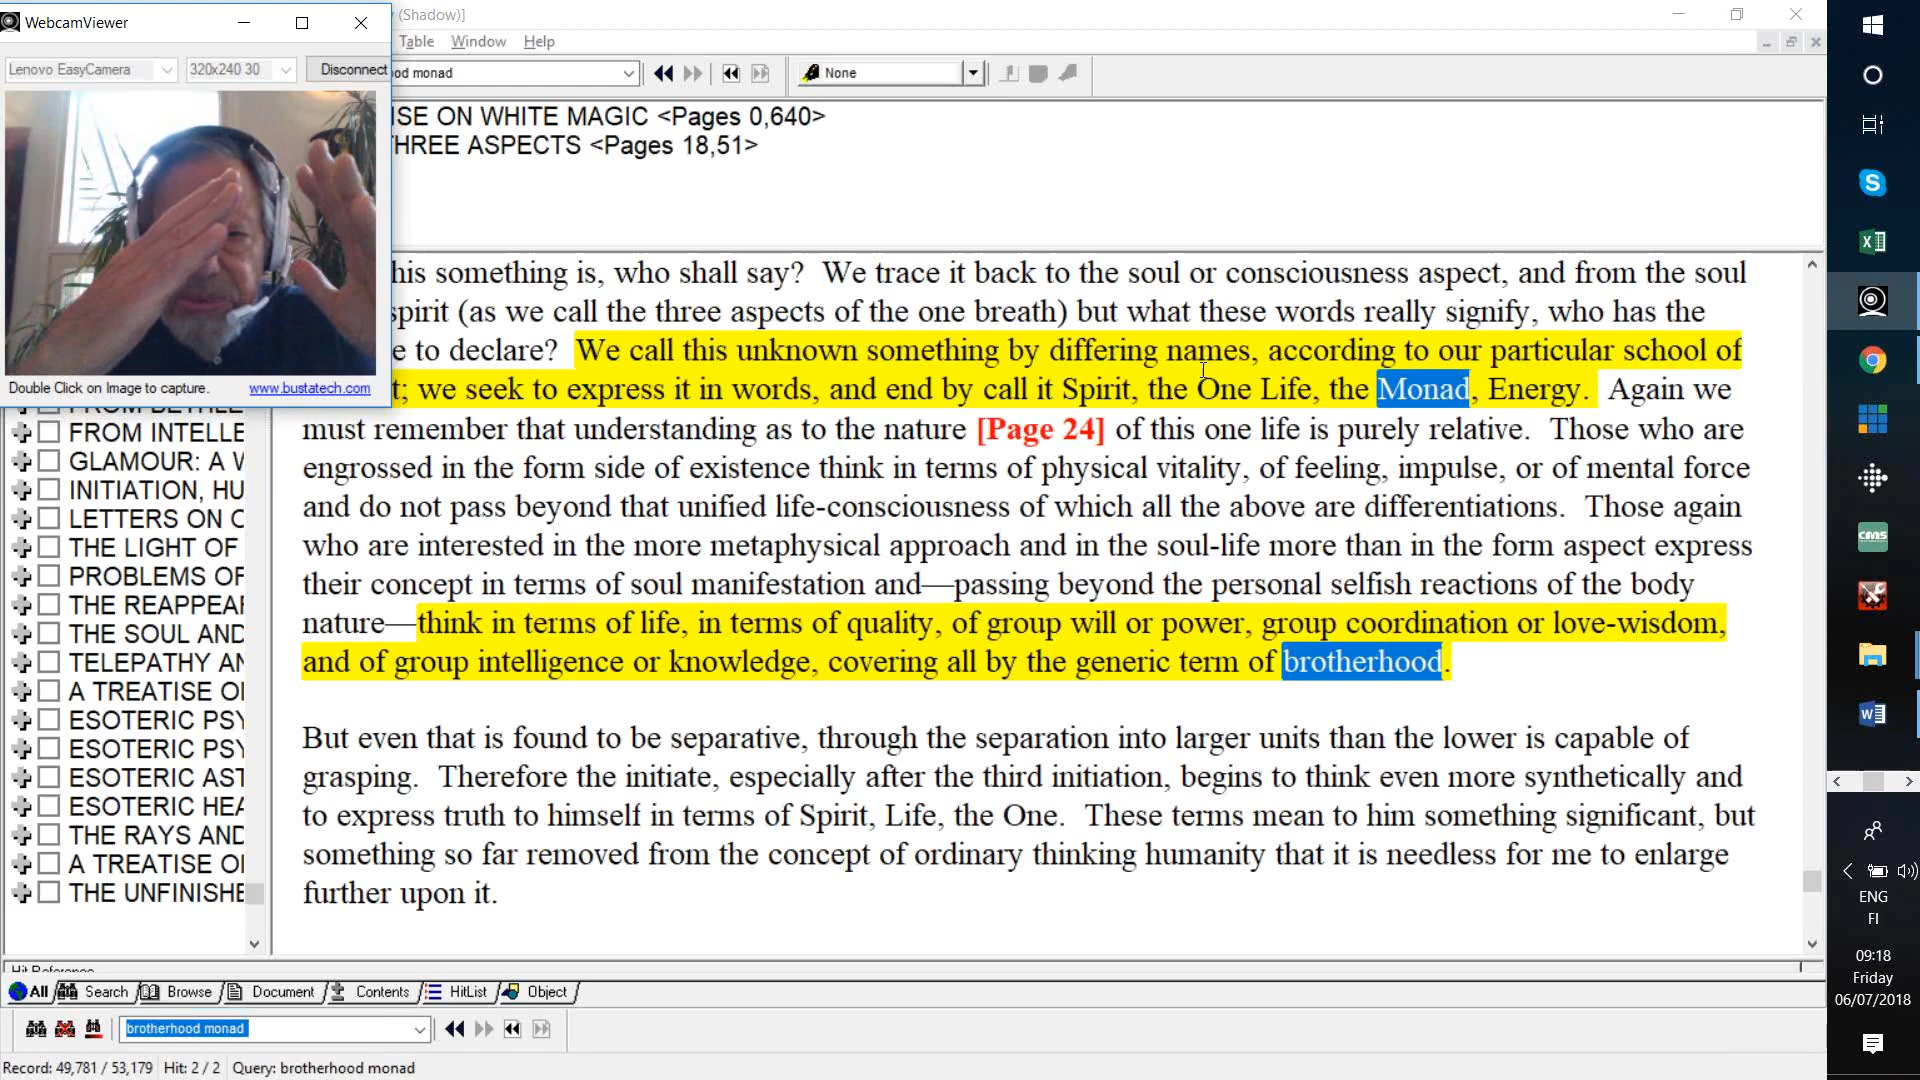 WebcamViewer
(Shadow)]
Table Window Help
Lenovo EasyCamera 320x240 30 Disconnect
od monad None
ISE ON WHITE MAGIC <Pages 0,640>
THREE ASPECTS <Pages 18,51>
his something is, who shall say? We trace it back to the soul or consciousness aspect, and from the soul
spirit (as we call the three aspects of the one breath) but what these words really signify, who has the
e to declare? We call this unknown something by differing names, according to our particular school of
t; we seek to express it in words, and end by call it Spirit, the One Life, the Monad, Energy. Again we
must remember that understanding as to the nature [Page 24] of this one life is purely relative. Those who are
engrossed in the form side of existence think in terms of physical vitality, of feeling, impulse, or of mental force
and do not pass beyond that unified life-consciousness of which all the above are differentiations. Those again
who are interested in the more metaphysical approach and in the soul-life more than in the form aspect express
their concept in terms of soul manifestation and—passing beyond the personal selfish reactions of the body
nature—think in terms of life, in terms of quality, of group will or power, group coordination or love-wisdom,
and of group intelligence or knowledge, covering all by the generic term of brotherhood.
But even that is found to be separative, through the separation into larger units than the lower is capable of
grasping. Therefore the initiate, especially after the third initiation, begins to think even more synthetically and
to express truth to himself in terms of Spirit, Life, the One. These terms mean to him something significant, but
something so far removed from the concept of ordinary thinking humanity that it is needless for me to enlarge
further upon it.
Double Click on Image to capture. www.bustatech.com
FROM INTELLE
GLAMOUR: A W
INITIATION, HU
LETTERS ON O
THE LIGHT OF
PROBLEMS OF
THE REAPPEAR
THE SOUL AND
TELEPATHY AN
A TREATISE O
ESOTERIC PSY
ESOTERIC PSY
ESOTERIC AST
ESOTERIC HEA
THE RAYS AND
A TREATISE O
THE UNFINISHE
Hit Reference
All Search Browse Document Contents HitList Object
brotherhood monad
Record: 49,781 / 53,179 Hit: 2 / 2 Query: brotherhood monad
cms
ENG
FI
09:18
Friday
06/07/2018